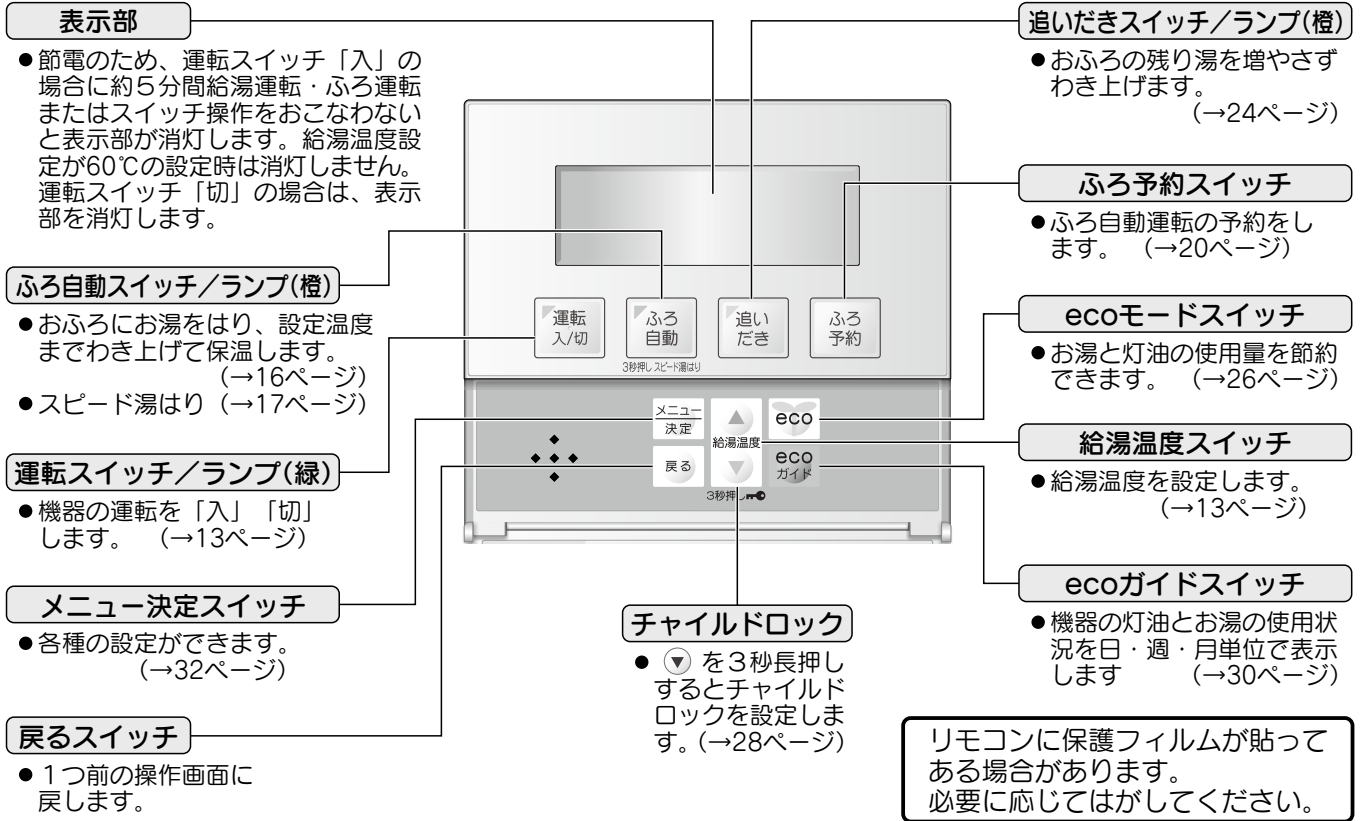 表示部
●節電のため、運転スイッチ「入」の
場合に約５分間給湯運転・ふろ運転
またはスイッチ操作をおこなわない
と表示部が消灯します。給湯温度設
定が60℃の設定時は消灯しません。
運転スイッチ「切」の場合は、表示
部を消灯します。
ふろ自動スイッチ／ランプ(橙)
●おふろにお湯をはり、設定温度
までわき上げて保温します。
(→16ページ)
●スピード湯はり（→17ページ）
運転スイッチ／ランプ(緑)
●機器の運転を「入」「切」
します。　（→13ページ）
メニュー決定スイッチ
●各種の設定ができます。
（→32ページ）
戻るスイッチ
●１つ前の操作画面に
戻します。
運転
入/切
ふろ
自動
追い
だき
ふろ
予約
3秒押し スピード湯はり
メニュー
決定
▲
eco
給湯温度
戻る
▼
eco
ガイド
3秒押し
チャイルドロック
● ▼ を３秒長押し
するとチャイルド
ロックを設定しま
す。（→28ページ）
追いだきスイッチ／ランプ(橙)
●おふろの残り湯を増やさず
わき上げます。
（→24ページ）
ふろ予約スイッチ
●ふろ自動運転の予約をし
ます。　（→20ページ）
ecoモードスイッチ
●お湯と灯油の使用量を節約
できます。　（→26ページ）
給湯温度スイッチ
●給湯温度を設定します。
（→13ページ）
ecoガイドスイッチ
●機器の灯油とお湯の使用状
況を日・週・月単位で表示
します　　（→30ページ）
リモコンに保護フィルムが貼って
ある場合があります。
必要に応じてはがしてください。